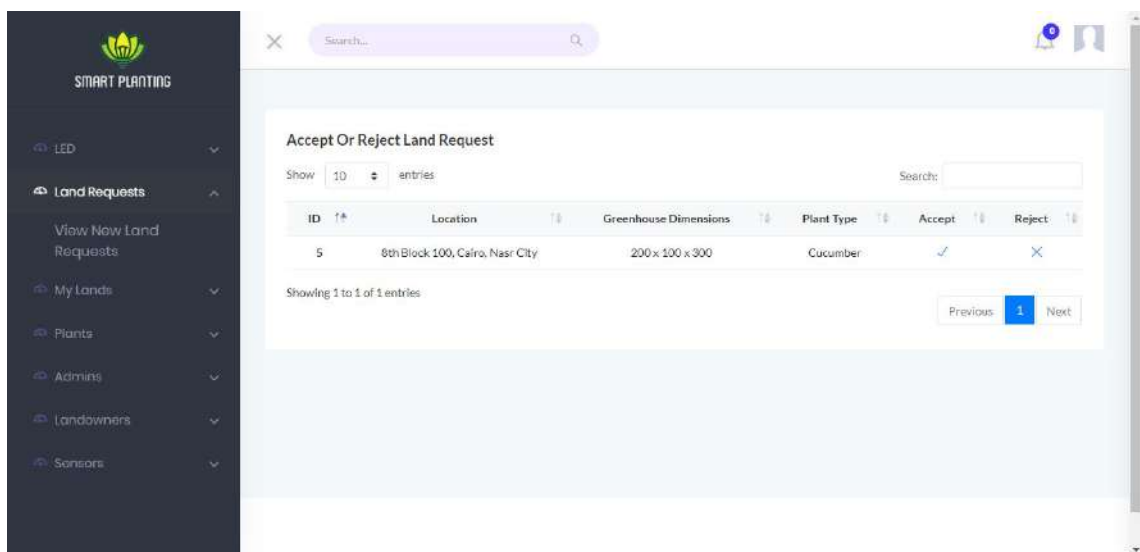 SMART PLANTING
LED
Land Requests
View New Land
Requests
My Lands
Plants
Admins
Landowners
Sensors
Search...
0
Accept Or Reject Land Request
Show 10 entries
Search:
ID Location Greenhouse Dimensions Plant Type Accept Reject
5 8th Block 100, Cairo, Nasr City 200 x 100 x 300 Cucumber
Showing 1 to 1 of 1 entries
Previous 1 Next